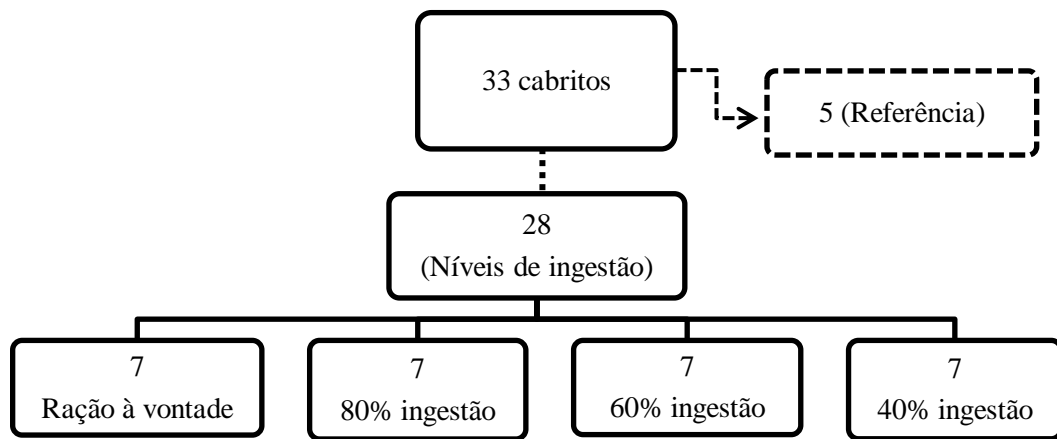 33 cabritos
5 (Referência)
28
(Níveis de ingestão)
7
Ração à vontade
7
80% ingestão
7
60% ingestão
7
40% ingestão